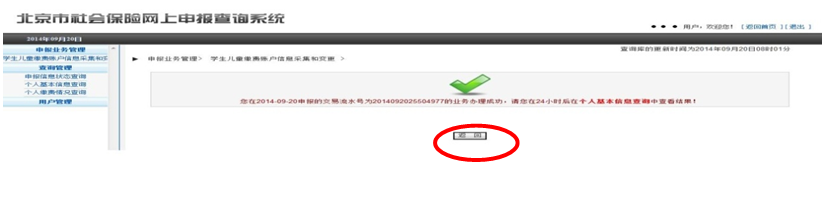 北京市社会保险网上申报查询系统
● ● ● 用户，欢迎您！ [返回首页] [退出]
2014年09月20日
申报业务管理
学生儿童缴费账户信息采集和变
查询管理
申报信息状态查询
个人基本信息查询
个人缴费情况查询
用户管理
查询库的更新时间为2014年09月20日06时01分
▶ 申报业务管理> 学生儿童缴费账户信息采集和变更 >
您在2014-09-20申报的交易流水号为2014092025504977的业务办理成功，请您在24小时后在个人基本信息查询中查看结果！
返 回